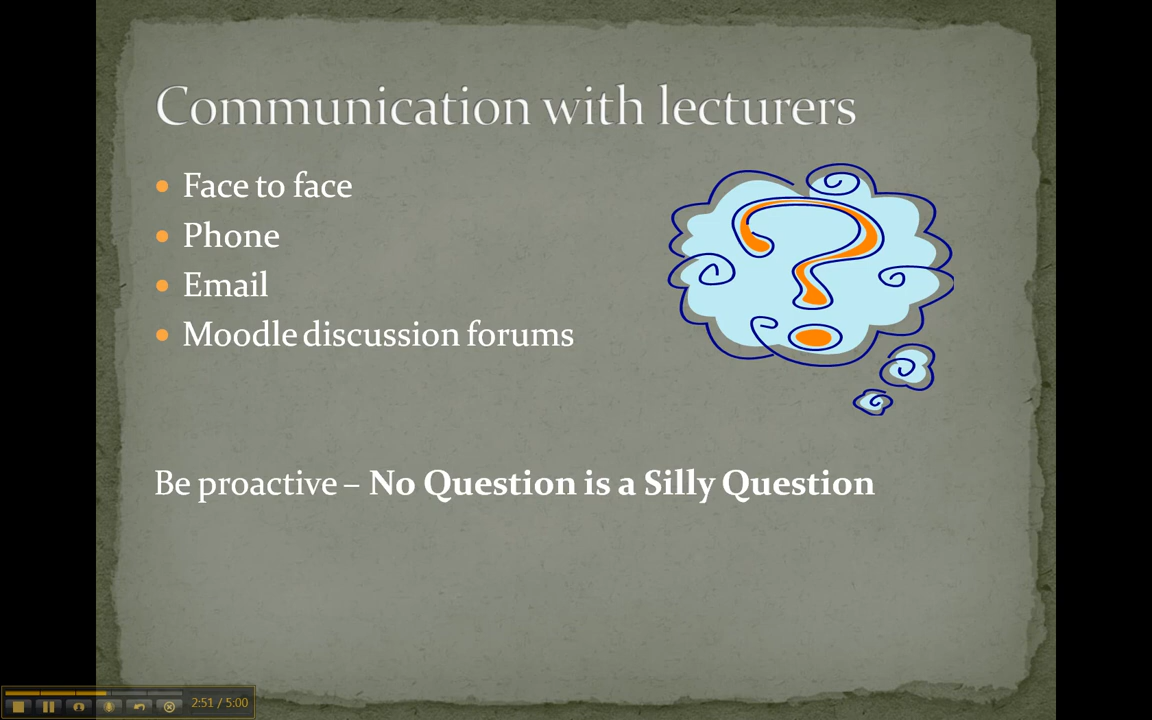 Communication with lecturers
Face to face
Phone
Email
Moodle discussion forums
Be proactive – No Question is a Silly Question
2:51 / 5:00